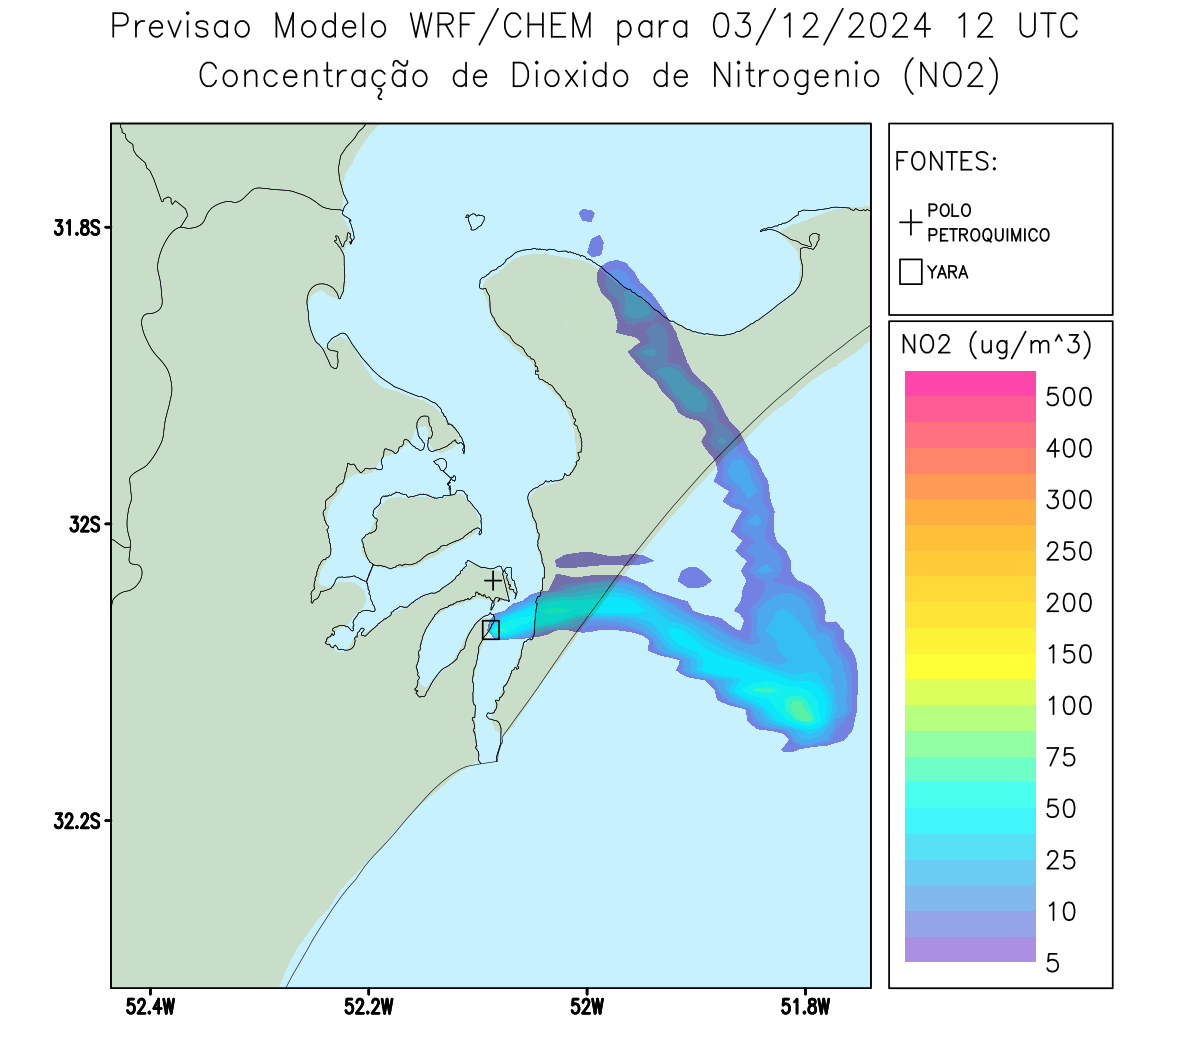 Previsao Modelo WRF/CHEM para 03/12/2024 12 UTC
Concentração de Dioxido de Nitrogenio (NO2)
FONTES:
POLO
PETROQUIMICO
YARA
31.8S
32S
32.2S
52.4W
52.2W
52W
51.8W
NO2 (ug/m^3)
500
400
300
250
200
150
100
75
50
25
10
5